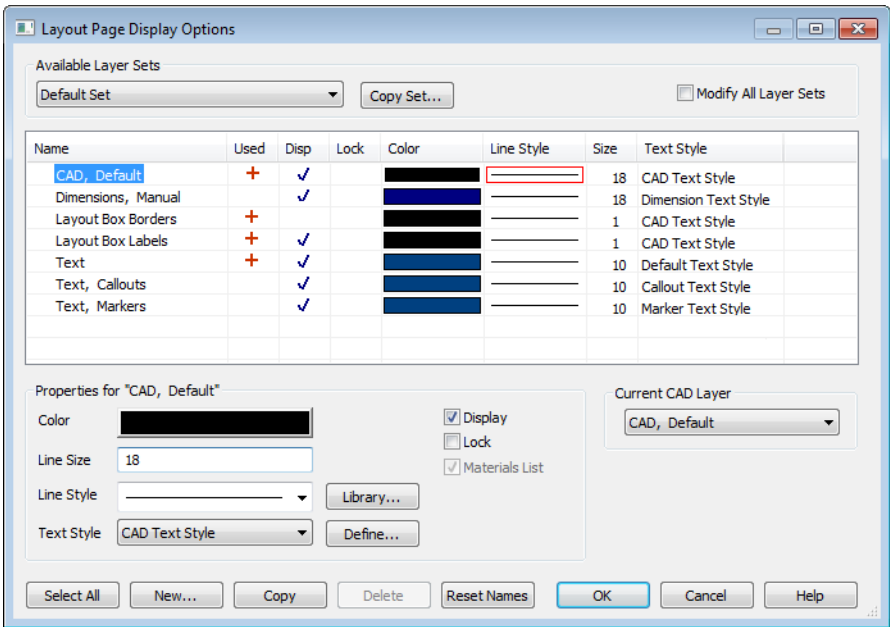 Layout Page Display Options
Available Layer Sets
Default Set Copy Set... Modify All Layer Sets
Name Used Disp Lock Color Line Style Size Text Style
CAD, Default 18 CAD Text Style
Dimensions, Manual 18 Dimension Text Style
Layout Box Borders 1 CAD Text Style
Layout Box Labels 1 CAD Text Style
Text 10 Default Text Style
Text, Callouts 10 Callout Text Style
Text, Markers 10 Marker Text Style
Properties for "CAD, Default" Current CAD Layer
Color Display CAD, Default
Lock
Line Size 18 Materials List
Line Style Library...
Text Style CAD Text Style Define...
Select All New... Copy Delete Reset Names OK Cancel Help